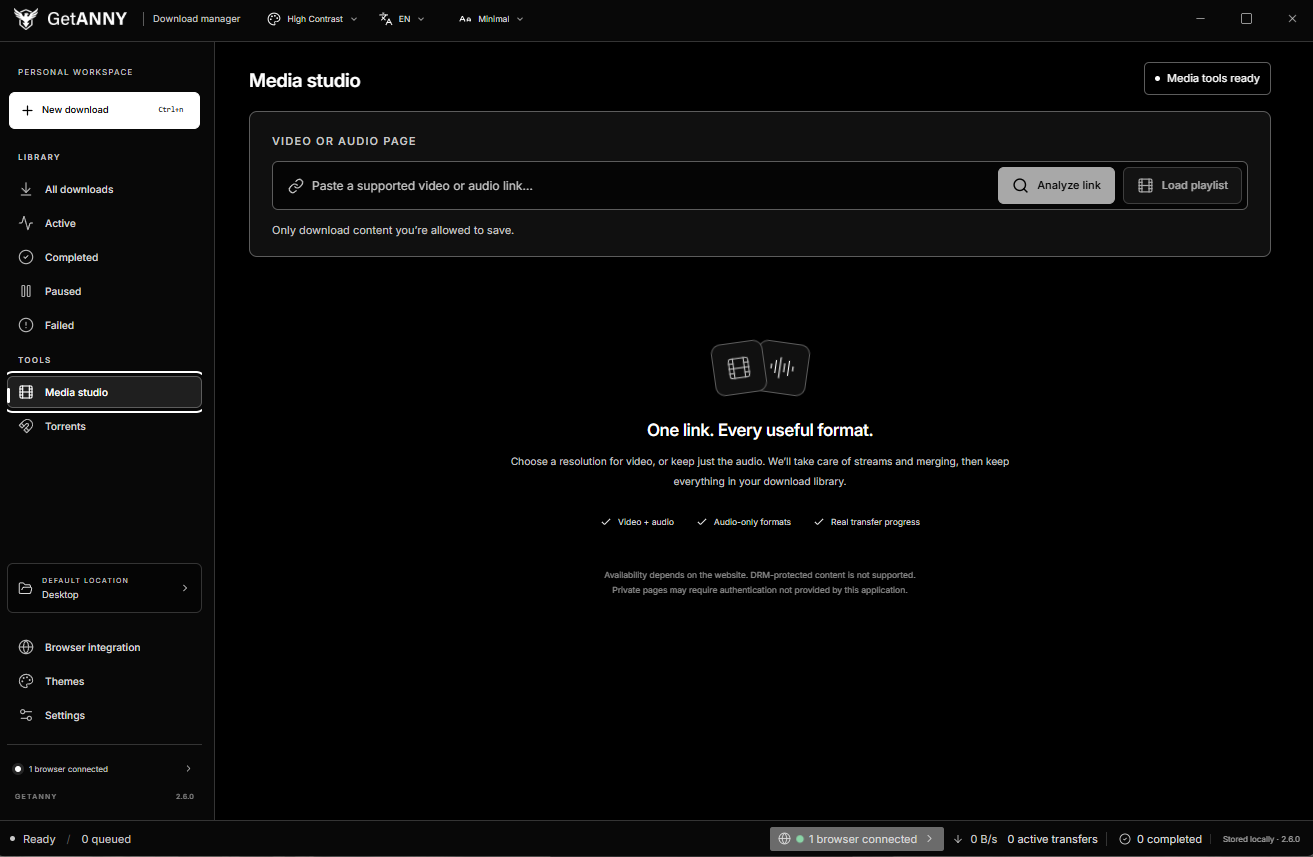 GetANNY
Download manager
High Contrast
EN
Aa Minimal
PERSONAL WORKSPACE
New download Ctrl+n
LIBRARY
All downloads
Active
Completed
Paused
Failed
TOOLS
Media studio
Torrents
DEFAULT LOCATION
Desktop
Browser integration
Themes
Settings
1 browser connected
GETANNY 2.6.0
Media studio
Media tools ready
VIDEO OR AUDIO PAGE
Paste a supported video or audio link...
Analyze link
Load playlist
Only download content you're allowed to save.
One link. Every useful format.
Choose a resolution for video, or keep just the audio. We'll take care of streams and merging, then keep
everything in your download library.
Video + audio
Audio-only formats
Real transfer progress
Availability depends on the website. DRM-protected content is not supported.
Private pages may require authentication not provided by this application.
Ready / 0 queued
1 browser connected
0 B/s
0 active transfers
0 completed
Stored locally · 2.6.0